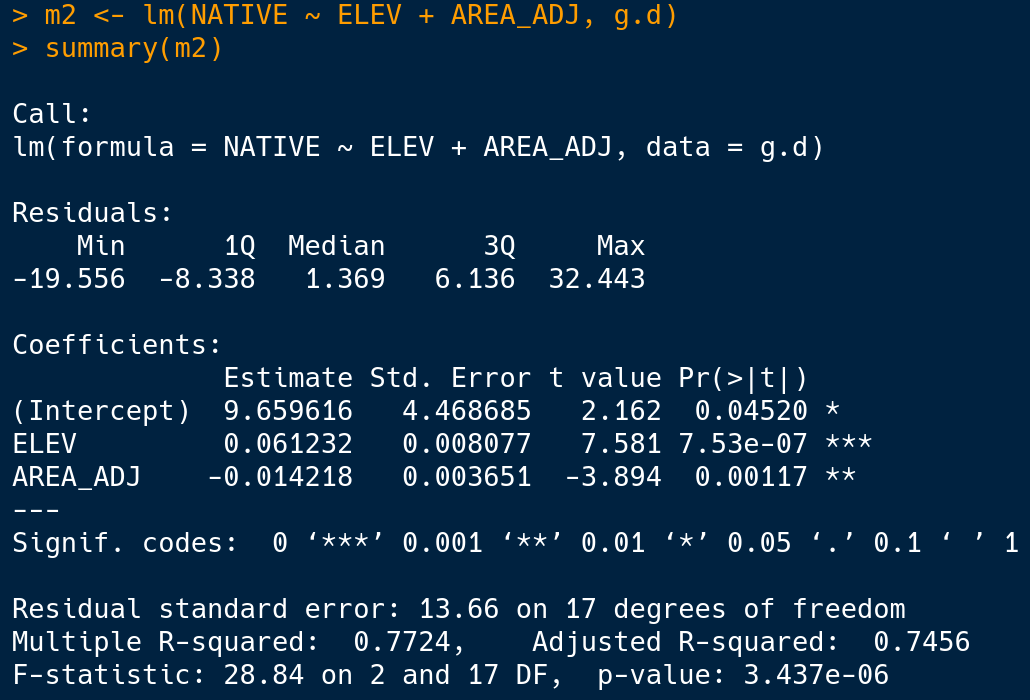 > m2 <- lm(NATIVE ~ ELEV + AREA_ADJ, g.d)
> summary(m2)
Call:
lm(formula = NATIVE ~ ELEV + AREA_ADJ, data = g.d)
Residuals:
    Min      1Q  Median      3Q     Max
-19.556  -8.338   1.369   6.136  32.443
Coefficients:
             Estimate Std. Error t value Pr(>|t|)
(Intercept)  9.659616   4.468685   2.162  0.04520 *
ELEV         0.061232   0.008077   7.581 7.53e-07 ***
AREA_ADJ    -0.014218   0.003651  -3.894  0.00117 **
---
Signif. codes:  0 ‘***’ 0.001 ‘**’ 0.01 ‘*’ 0.05 ‘.’ 0.1 ‘ ’ 1
Residual standard error: 13.66 on 17 degrees of freedom
Multiple R-squared:  0.7724,    Adjusted R-squared:  0.7456
F-statistic: 28.84 on 2 and 17 DF,  p-value: 3.437e-06